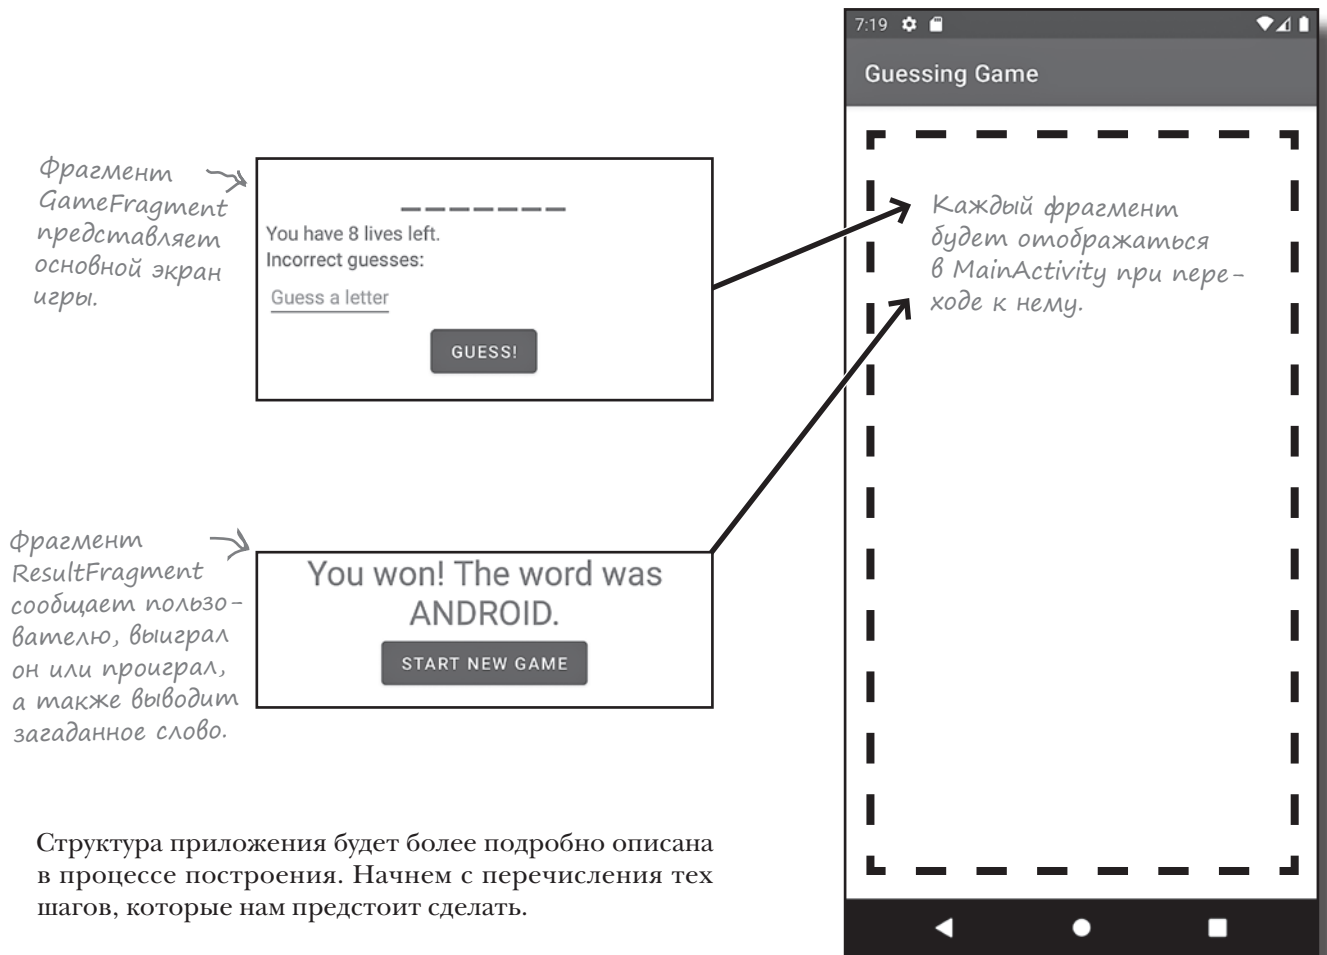 Фрагмент
GameFragment
представляет
основной экран
игры.
_______
You have 8 lives left.
Incorrect guesses:
Guess a letter
GUESS!
Фрагмент
ResultFragment
сообщает пользо-
вателю, выиграл
он или проиграл,
а также выводит
загаданное слово.
You won! The word was
ANDROID.
START NEW GAME
7:19
Guessing Game
Каждый фрагмент
будет отображаться
в MainActivity при пере-
ходе к нему.
Структура приложения будет более подробно описана
в процессе построения. Начнем с перечисления тех
шагов, которые нам предстоит сделать.